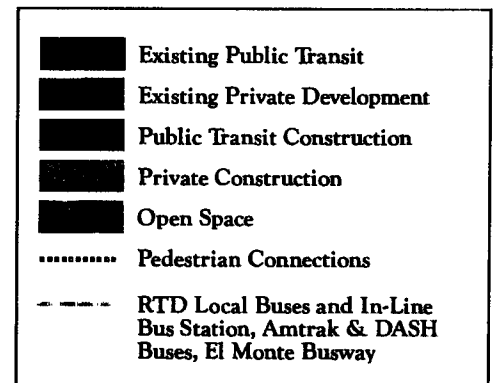 Existing Public Transit
Existing Private Development
Public Transit Construction
Private Construction
Open Space
Pedestrian Connections
RTD Local Buses and In-Line
Bus Station, Amtrak & DASH
Buses, El Monte Busway